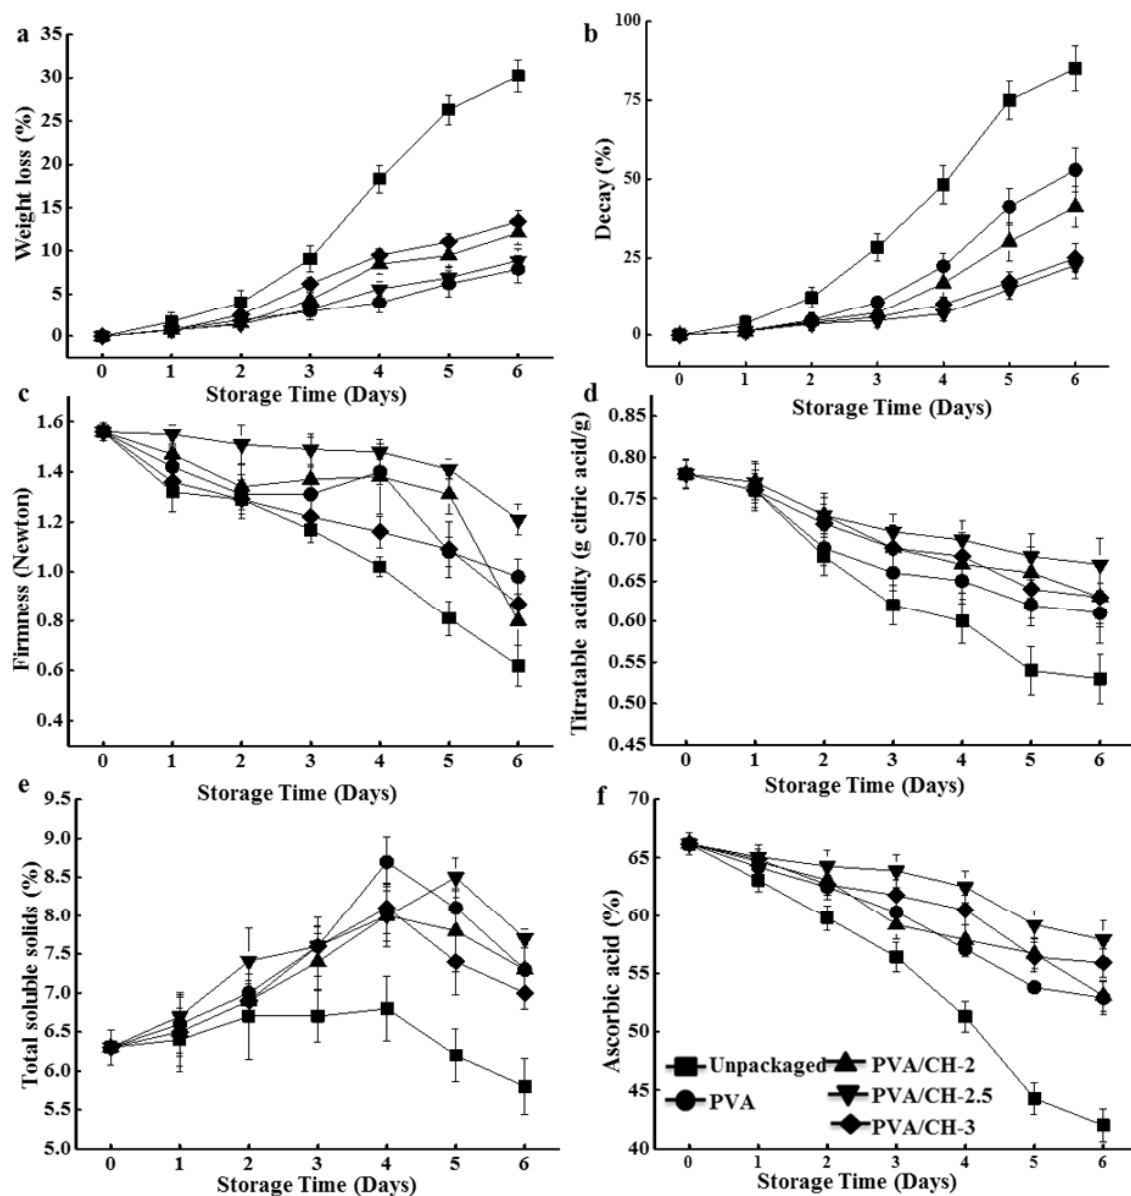 a
Weight loss (%)
35
30
25
20
15
10
5
0
0 1 2 3 4 5 6
Storage Time (Days)
b
Decay (%)
100
75
50
25
0
0 1 2 3 4 5 6
Storage Time (Days)
c
Firmness (Newton)
1.6
1.4
1.2
1.0
0.8
0.6
0.4
0 1 2 3 4 5 6
Storage Time (Days)
d
Titratable acidity (g citric acid/g)
0.85
0.80
0.75
0.70
0.65
0.60
0.55
0.50
0.45
0 1 2 3 4 5 6
Storage Time (Days)
e
Total soluble solids (%)
9.5
9.0
8.5
8.0
7.5
7.0
6.5
6.0
5.5
5.0
0 1 2 3 4 5 6
Storage Time (Days)
f
Ascorbic acid (%)
70
65
60
55
50
45
40
Unpackaged
PVA
PVA/CH-2
PVA/CH-2.5
PVA/CH-3
0 1 2 3 4 5 6
Storage Time (Days)